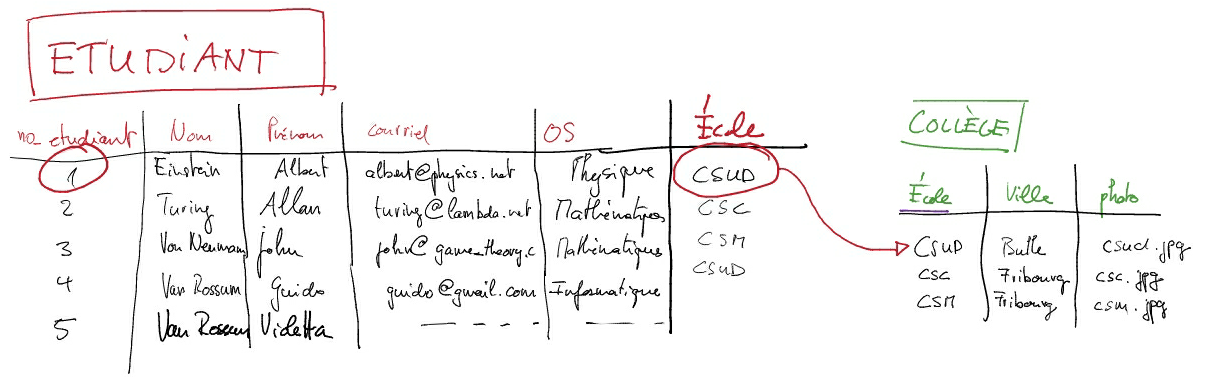 ETUDIANT
no_etudiant Nom Prénom courriel OS École
1 Einstein Albert albert@physics.net Physique CSUD
2 Turing Allan turing@lambda.net Mathématiques CSC
3 Von Neumann John john@game_theory.c Mathématiques CSM
4 Van Rossum Guido guido@gmail.com Informatique CSUD
5 Van Rossum Videtta
COLLÈGE
École Ville photo
CSUD Bulle csud.jpg
CSC Fribourg csc.jpg
CSM Fribourg csm.jpg